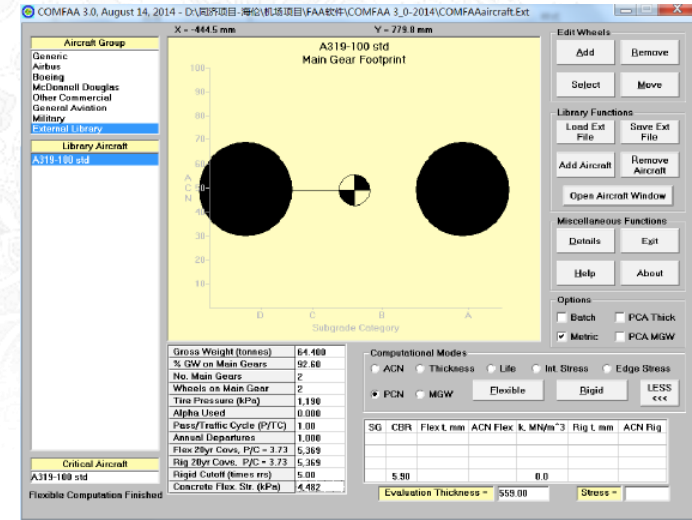 COMFAA 3.0, August 14, 2014 - D:\同济项目-海伦\机场项目\FAA软件\COMFAA 3_0-2014\COMFAAaircraft.Ext
X = -444.5 mm
Y = 779.0 mm
Aircraft Group
Generic
Airbus
Boeing
McDonnell Douglas
Other Commercial
General Aviation
Military
External Library
Library Aircraft
A319-100 std
Critical Aircraft
A319-100 std
Flexible Computation Finished
A319-100 std
Main Gear Footprint
100
90
80
70
60
50
40
30
20
10
A
C
N
D
C
B
A
Subgrade Category
Gross Weight (tonnes) 64.400
% GW on Main Gears 92.60
No. Main Gears 2
Wheels on Main Gear 2
Tire Pressure (kPa) 1,190
Alpha Used 0.000
Pass/Traffic Cycle (P/TC) 1.00
Annual Departures 1,000
Flex 20yr Covs, P/C = 3.73 5,369
Rig 20yr Covs, P/C = 3.73 5,369
Rigid Cutoff (times rrs) 5.00
Concrete Flex. Str. (kPa) 4,482
Edit Wheels
Add
Remove
Select
Move
Library Functions
Load Ext
File
Save Ext
File
Add Aircraft
Remove
Aircraft
Open Aircraft Window
Miscellaneous Functions
Details
Exit
Help
About
Options
Batch
PCA Thick
Metric
PCA MGW
Computational Modes
ACN
Thickness
Life
Int. Stress
Edge Stress
PCN
MGW
Flexible
Rigid
LESS
<<<
SG CBR Flex t, mm ACN Flex k, MN/m^3 Rig t, mm ACN Rig
5.90 0.0
Evaluation Thickness = 559.00
Stress =